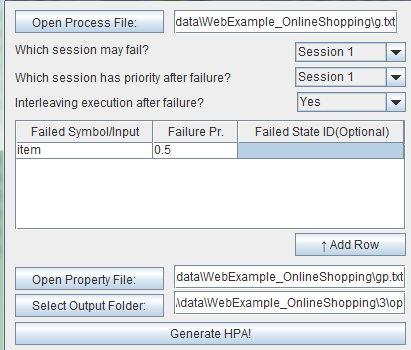 Open Process File: data\WebExample_OnlineShopping\g.txt
Which session may fail? Session 1
Which session has priority after failure? Session 1
Interleaving execution after failure? Yes
Failed Symbol/Input Failure Pr. Failed State ID(Optional)
item 0.5
↑ Add Row
Open Property File: data\WebExample_OnlineShopping\gp.txt
Select Output Folder: .\data\WebExample_OnlineShopping\3\op
Generate HPA!